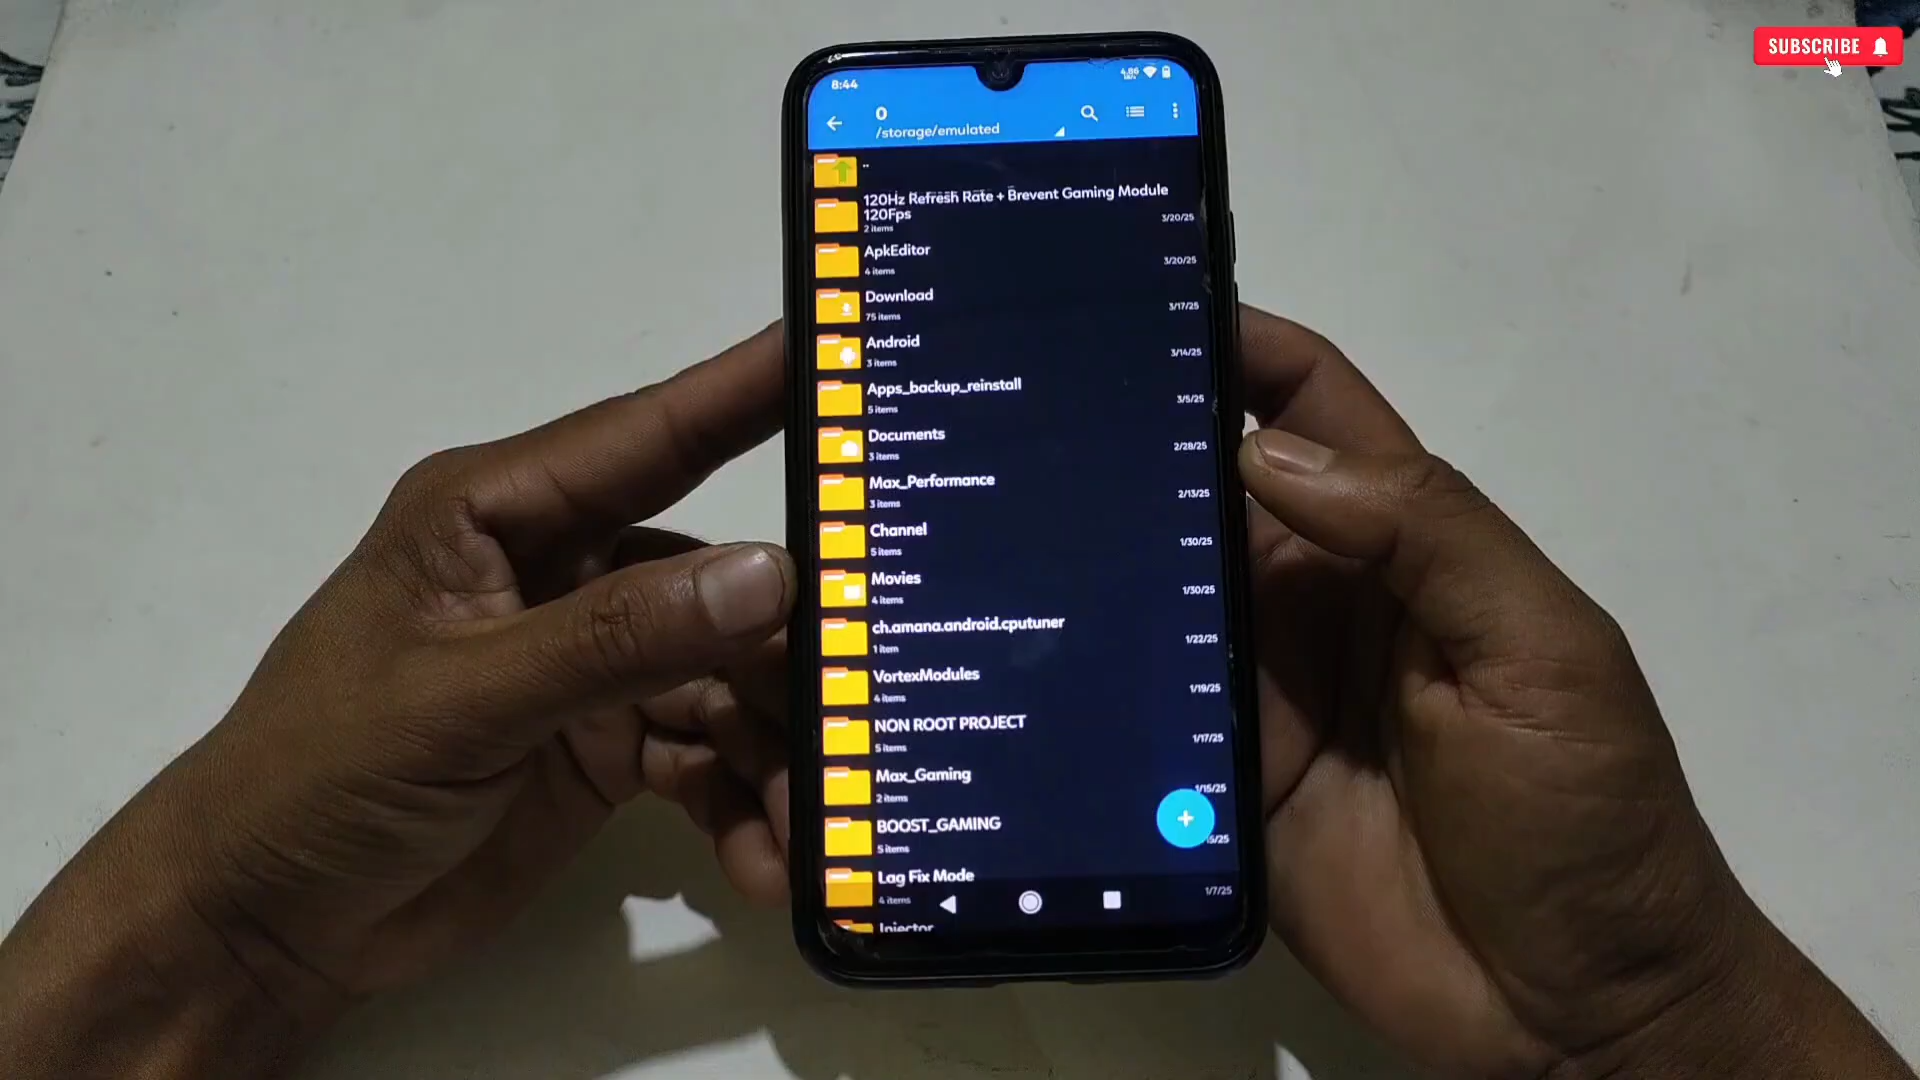 SUBSCRIBE
8:44
4.86
0
/storage/emulated
..
120Hz Refresh Rate + Brevent Gaming Module
120Fps
2 items
3/20/25
ApkEditor
4 items
3/20/25
Download
75 items
3/17/25
Android
3 items
3/14/25
Apps_backup_reinstall
5 items
3/5/25
Documents
3 items
2/28/25
Max_Performance
3 items
2/13/25
Channel
5 items
1/30/25
Movies
4 items
1/30/25
ch.amana.android.cputuner
1 item
1/22/25
VortexModules
4 items
1/19/25
NON ROOT PROJECT
5 items
1/17/25
Max_Gaming
2 items
1/15/25
BOOST_GAMING
5 items
Lag Fix Mode
4 items
1/7/25
Injector